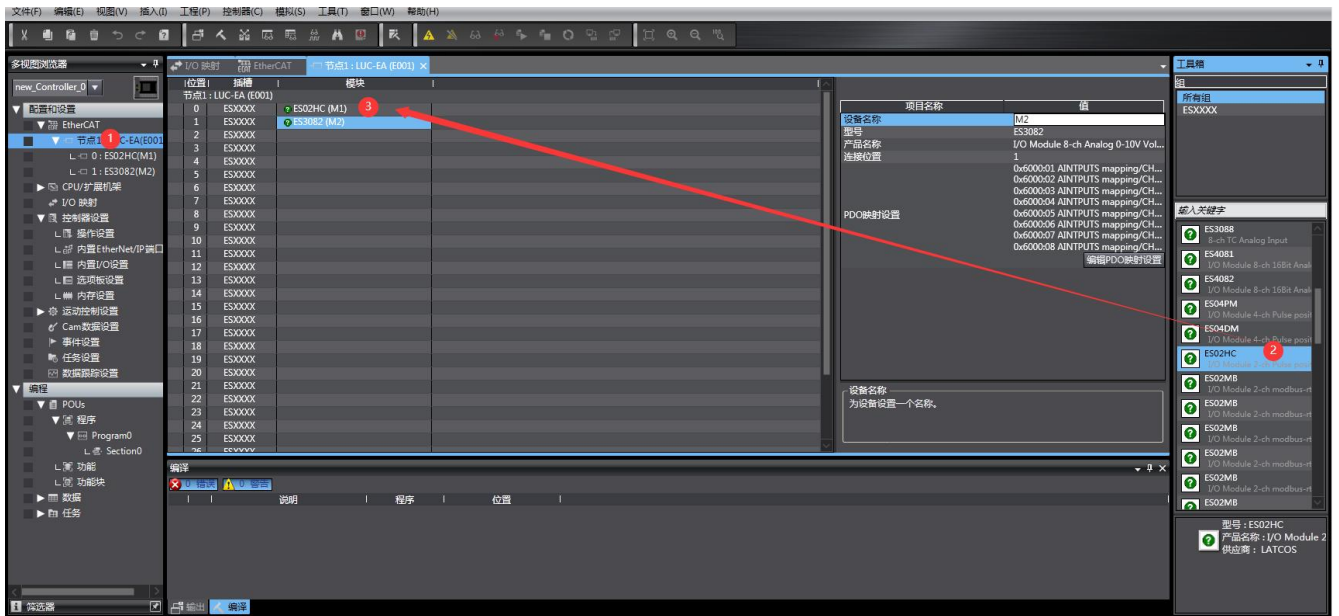 文件(F) 编辑(E) 视图(V) 插入(I) 工程(P) 控制器(C) 模拟(S) 工具(T) 窗口(W) 帮助(H)
多视图浏览器
new_Controller_0
配置和设置
EtherCAT
节点1 C-EA(E001
1
0 : ES02HC(M1)
1 : ES3082(M2)
CPU/扩展机架
I/O 映射
控制器设置
操作设置
内置EtherNet/IP端口
内置I/O设置
选项板设置
内存设置
运动控制设置
Cam数据设置
事件设置
任务设置
数据跟踪设置
编程
POUs
程序
Program0
Section0
功能
功能块
数据
任务
筛选器
I/O 映射 EtherCAT 节点1 : LUC-EA (E001)
位置 插槽 模块
节点1 : LUC-EA (E001)
0 ESXXXX ES02HC (M1) 3
1 ESXXXX ES3082 (M2)
2 ESXXXX
3 ESXXXX
4 ESXXXX
5 ESXXXX
6 ESXXXX
7 ESXXXX
8 ESXXXX
9 ESXXXX
10 ESXXXX
11 ESXXXX
12 ESXXXX
13 ESXXXX
14 ESXXXX
15 ESXXXX
16 ESXXXX
17 ESXXXX
18 ESXXXX
19 ESXXXX
20 ESXXXX
21 ESXXXX
22 ESXXXX
23 ESXXXX
24 ESXXXX
25 ESXXXX
26 ESXXXX
项目名称 值
设备名称 M2
型号 ES3082
产品名称 I/O Module 8-ch Analog 0-10V Vol...
连接位置 1
PDO映射设置
0x6000:01 AINTPUTS mapping/CH...
0x6000:02 AINTPUTS mapping/CH...
0x6000:03 AINTPUTS mapping/CH...
0x6000:04 AINTPUTS mapping/CH...
0x6000:05 AINTPUTS mapping/CH...
0x6000:06 AINTPUTS mapping/CH...
0x6000:07 AINTPUTS mapping/CH...
0x6000:08 AINTPUTS mapping/CH...
编辑PDO映射设置
设备名称
为设备设置一个名称。
编译
0 错误 0 警告
说明 程序 位置
输出 编译
工具箱
组
所有组
ESXXXX
输入关键字
ES3088
8-ch TC Analog Input
ES4081
I/O Module 8-ch 16Bit Anal
ES4082
I/O Module 8-ch 16Bit Anal
ES04PM
I/O Module 4-ch Pulse posit
ES04DM
I/O Module 4-ch Pulse posit
ES02HC
2
I/O Module 2-ch Pulse posi
ES02MB
I/O Module 2-ch modbus-rt
ES02MB
I/O Module 2-ch modbus-rt
ES02MB
I/O Module 2-ch modbus-rt
ES02MB
I/O Module 2-ch modbus-rt
ES02MB
I/O Module 2-ch modbus-rt
ES02MB
型号 : ES02HC
产品名称 : I/O Module 2
供应商 : LATCOS